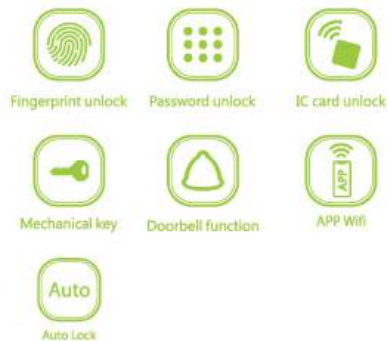 Fingerprint unlock
Password unlock
IC card unlock
Mechanical key
Doorbell function
APP
APP Wifi
Auto
Auto Lock